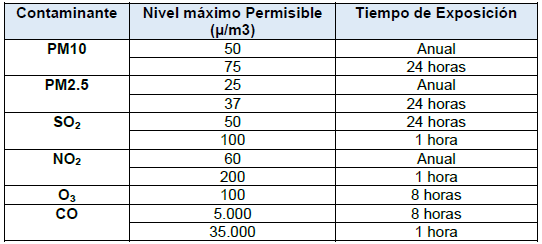 Contaminante Nivel máximo Permisible (µ/m3) Tiempo de Exposición
PM10 50 Anual
75 24 horas
PM2.5 25 Anual
37 24 horas
SO₂ 50 24 horas
100 1 hora
NO₂ 60 Anual
200 1 hora
O₃ 100 8 horas
CO 5.000 8 horas
35.000 1 hora